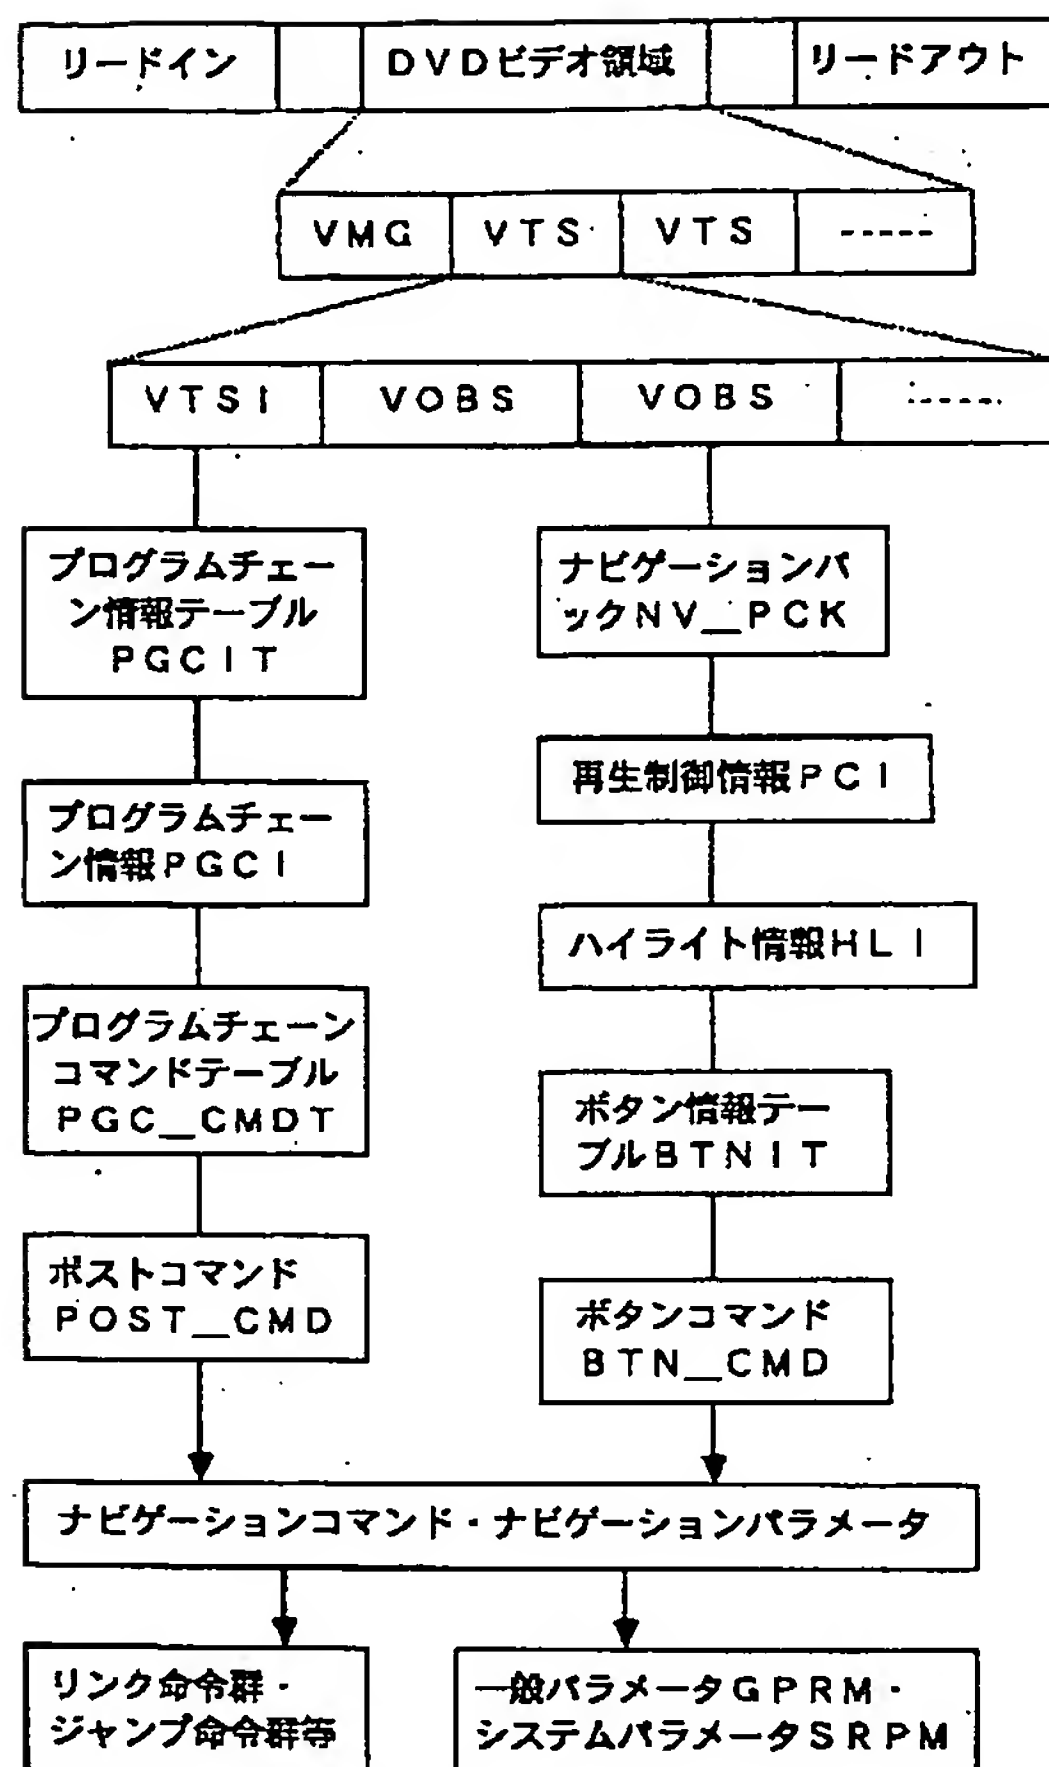 リードイン DVDビデオ領域 リードアウト
VMG VTS VTS -----
VTSI VOBS VOBS -----
プログラムチェー
ン情報テーブル
PGCIT
ナビゲーションパ
ックNV__PCK
再生制御情報PCI
プログラムチェー
ン情報PGCI
ハイライト情報HLI
プログラムチェーン
コマンドテーブル
PGC__CMDT
ボタン情報テー
ブルBTNIT
ポストコマンド
POST__CMD
ボタンコマンド
BTN__CMD
ナビゲーションコマンド・ナビゲーションパラメータ
リンク命令群・
ジャンプ命令群等
一般パラメータGPRM・
システムパラメータSRPM